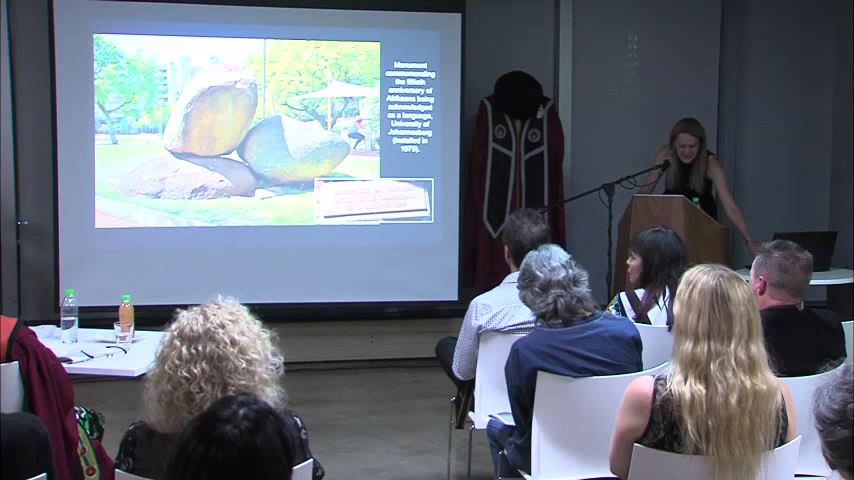 Monument
commemorating
the fiftieth
anniversary of
Afrikaans being
acknowledged
as a language,
University of
Johannesburg
(installed in
1975).